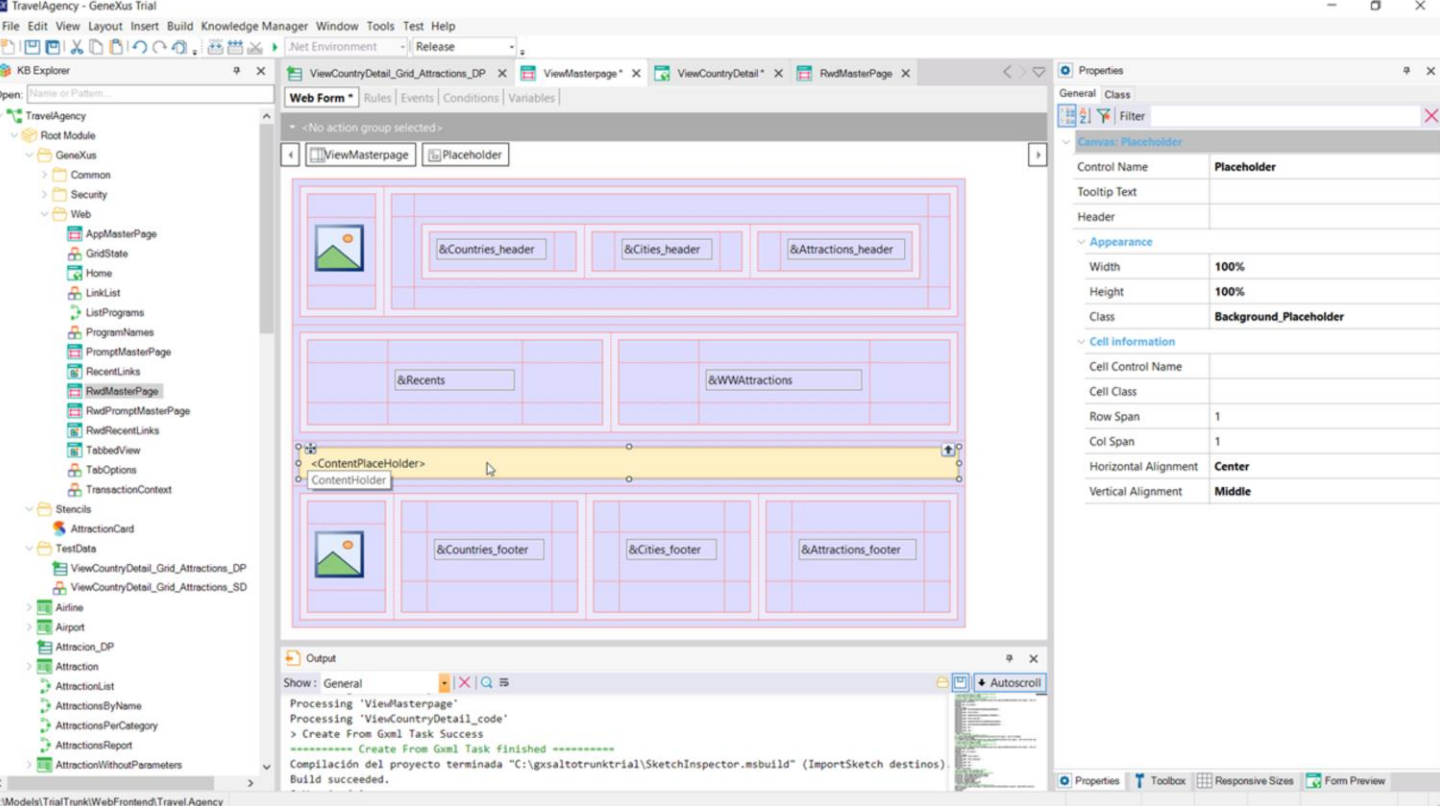 TravelAgency - GeneXus Trial
File Edit View Layout Insert Build Knowledge Manager Window Tools Test Help
.Net Environment Release
KB Explorer
Open: Name or Pattern...
TravelAgency
Root Module
GeneXus
Common
Security
Web
AppMasterPage
GridState
Home
LinkList
ListPrograms
ProgramNames
PromptMasterPage
RecentLinks
RwdMasterPage
RwdPromptMasterPage
RwdRecentLinks
TabbedView
TabOptions
TransactionContext
Stencils
AttractionCard
TestData
ViewCountryDetail_Grid_Attractions_DP
ViewCountryDetail_Grid_Attractions_SD
Airline
Airport
Attracion_DP
Attraction
AttractionList
AttractionsByName
AttractionsPerCategory
AttractionsReport
AttractionWithoutParameters
ViewCountryDetail_Grid_Attractions_DP ViewMasterpage * ViewCountryDetail * RwdMasterPage
Web Form * Rules Events Conditions Variables
<No action group selected>
ViewMasterpage Placeholder
&Countries_header &Cities_header &Attractions_header
&Recents &WWAttractions
<ContentPlaceHolder>
ContentHolder
&Countries_footer &Cities_footer &Attractions_footer
Output
Show: General Autoscroll
Processing 'ViewMasterpage'
Processing 'ViewCountryDetail_code'
> Create From Gxml Task Success
========== Create From Gxml Task finished ==========
Compilación del proyecto terminada "C:\gxsaltotrunktrial\SketchInspector.msbuild" (ImportSketch destinos).
Build succeeded.
Properties
General Class
Filter
Canvas: Placeholder
Control Name Placeholder
Tooltip Text
Header
Appearance
Width 100%
Height 100%
Class Background_Placeholder
Cell information
Cell Control Name
Cell Class
Row Span 1
Col Span 1
Horizontal Alignment Center
Vertical Alignment Middle
Properties Toolbox Responsive Sizes Form Preview
:\Models\TrialTrunk\WebFrontend\Travel.Agency